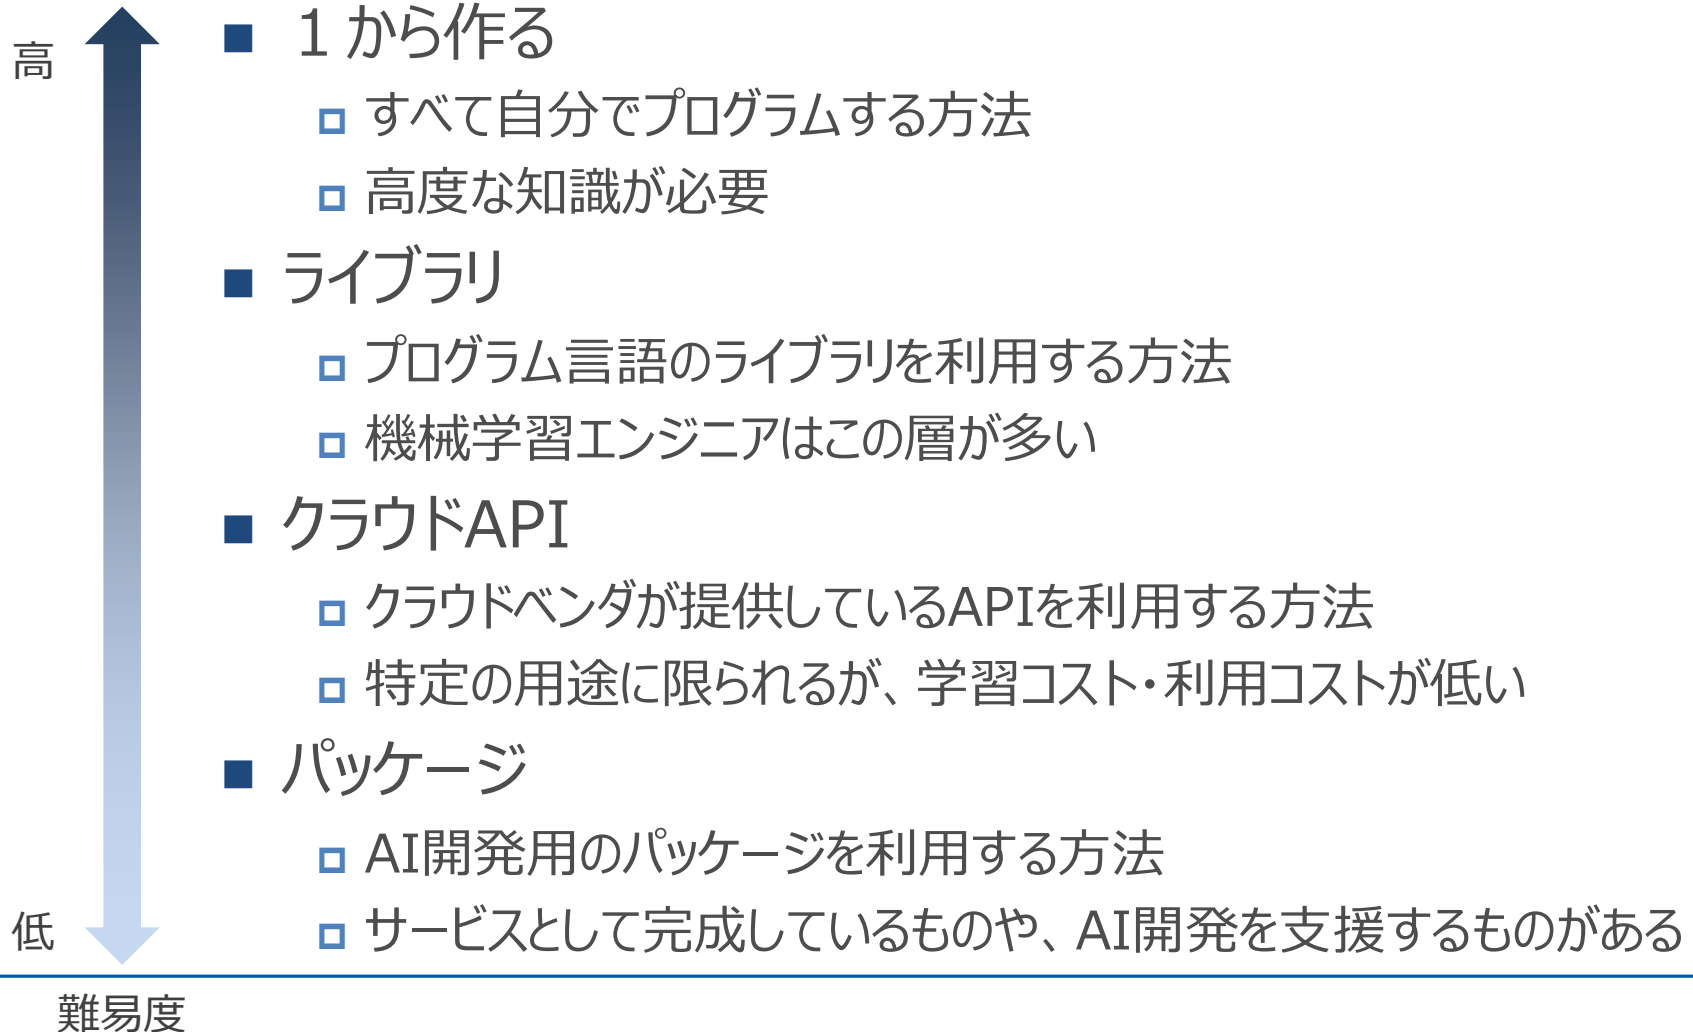 高
■ １から作る
□ すべて自分でプログラムする方法
□ 高度な知識が必要
■ ライブラリ
□ プログラム言語のライブラリを利用する方法
□ 機械学習エンジニアはこの層が多い
■ クラウドAPI
□ クラウドベンダが提供しているAPIを利用する方法
□ 特定の用途に限られるが、学習コスト・利用コストが低い
■ パッケージ
□ AI開発用のパッケージを利用する方法
□ サービスとして完成しているものや、AI開発を支援するものがある
低
難易度